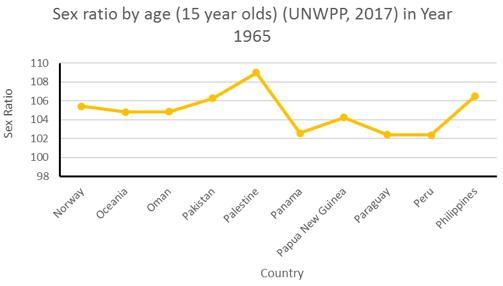 Sex ratio by age (15 year olds) (UNWPP, 2017) in Year
1965
110
108
106
104
102
100
98
Sex Ratio
Norway
Oceania
Oman
Pakistan
Palestine
Panama
Papua New Guinea
Paraguay
Peru
Philippines
Country